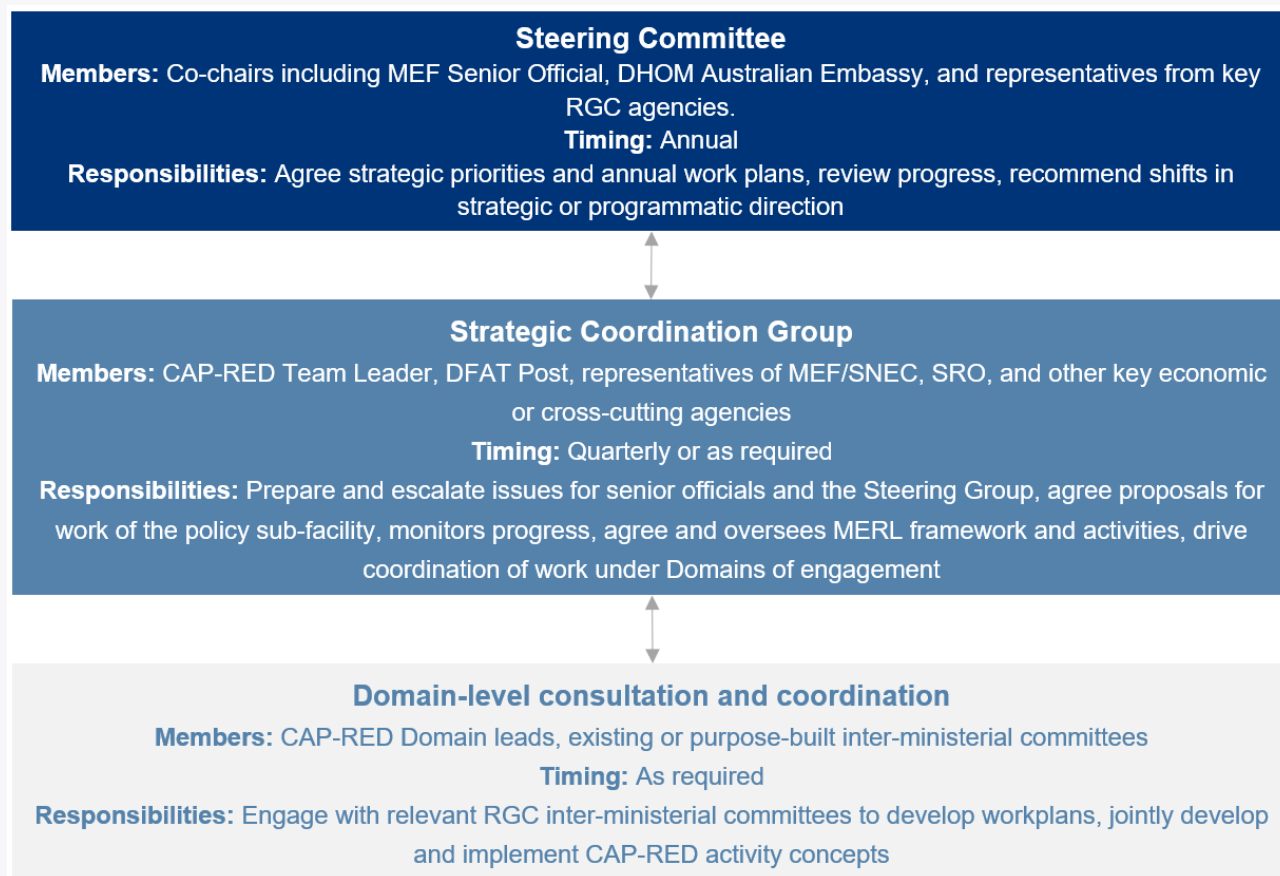 Steering Committee
Members: Co-chairs including MEF Senior Official, DHOM Australian Embassy, and representatives from key
RGC agencies.
Timing: Annual
Responsibilities: Agree strategic priorities and annual work plans, review progress, recommend shifts in
strategic or programmatic direction
Strategic Coordination Group
Members: CAP-RED Team Leader, DFAT Post, representatives of MEF/SNEC, SRO, and other key economic
or cross-cutting agencies
Timing: Quarterly or as required
Responsibilities: Prepare and escalate issues for senior officials and the Steering Group, agree proposals for
work of the policy sub-facility, monitors progress, agree and oversees MERL framework and activities, drive
coordination of work under Domains of engagement
Domain-level consultation and coordination
Members: CAP-RED Domain leads, existing or purpose-built inter-ministerial committees
Timing: As required
Responsibilities: Engage with relevant RGC inter-ministerial committees to develop workplans, jointly develop
and implement CAP-RED activity concepts